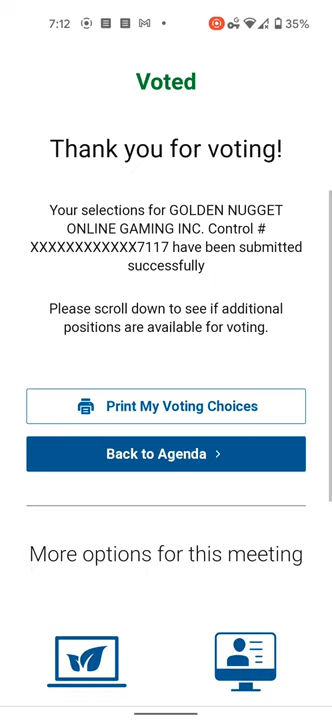 7:12
35%
Voted
Thank you for voting!
Your selections for GOLDEN NUGGET
ONLINE GAMING INC. Control #
XXXXXXXXXXXX7117 have been submitted
successfully
Please scroll down to see if additional
positions are available for voting.
Print My Voting Choices
Back to Agenda
More options for this meeting